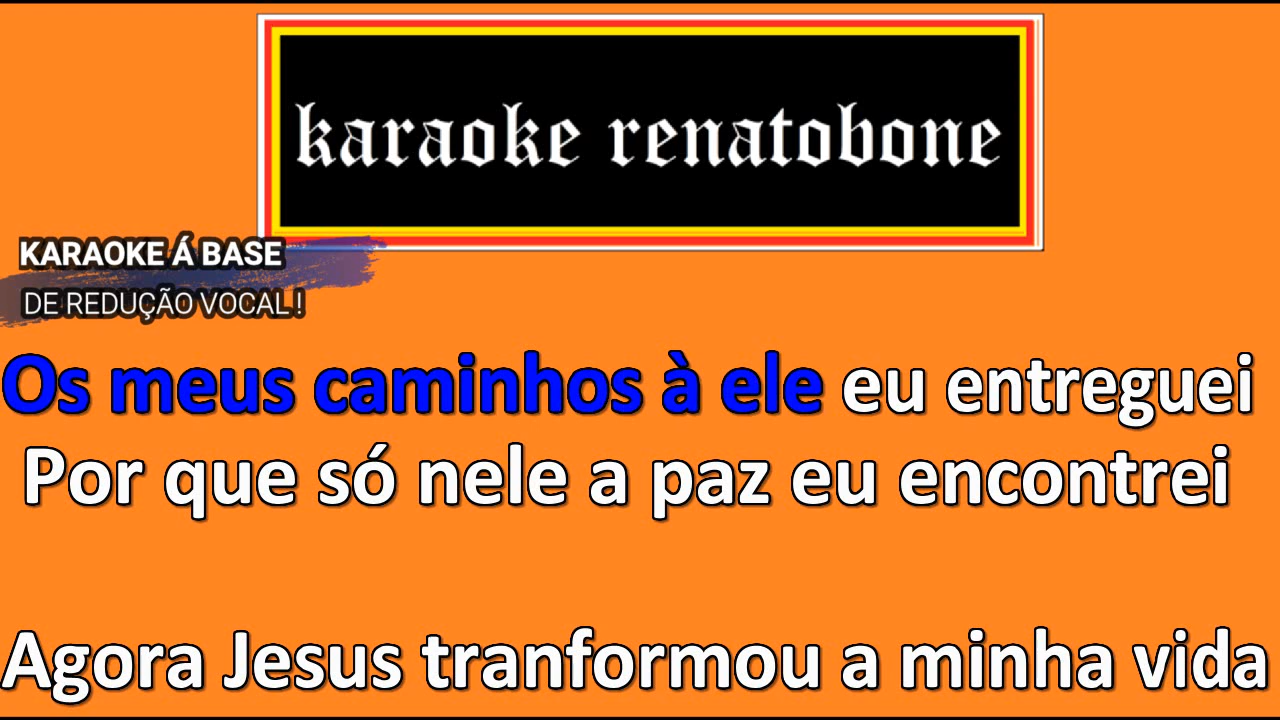 karaoke renatobone
KARAOKE Á BASE
DE REDUÇÃO VOCAL !
Os meus caminhos à ele eu entreguei
Por que só nele a paz eu encontrei
Agora Jesus tranformou a minha vida